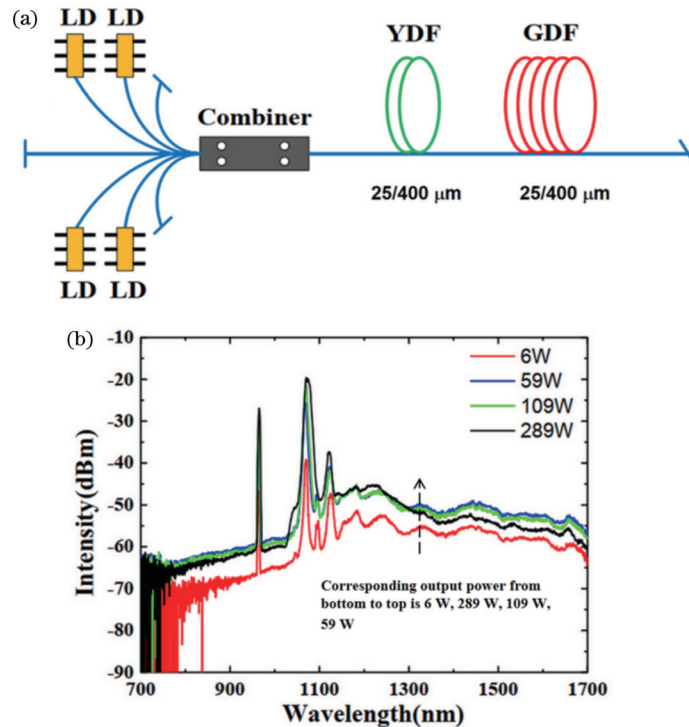 (a)
LD LD
Combiner
YDF
GDF
25/400 μm
25/400 μm
LD LD
(b)
Intensity(dBm)
-10
-20
-30
-40
-50
-60
-70
-80
-90
6W
59W
109W
289W
Corresponding output power from
bottom to top is 6 W, 289 W, 109 W,
59 W
700 900 1100 1300 1500 1700
Wavelength(nm)